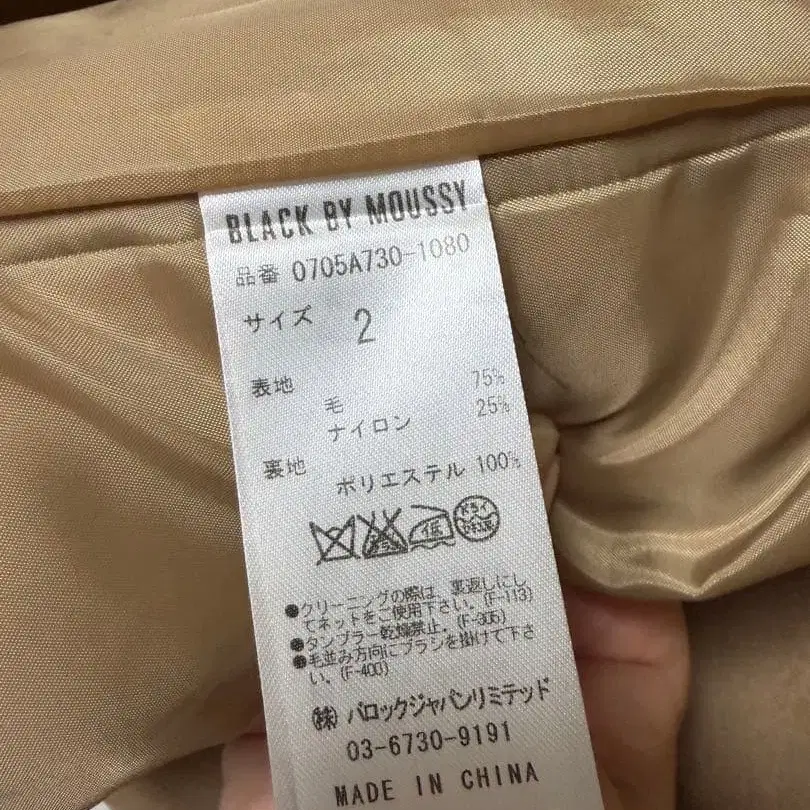 BLACK BY MOUSSY
品番 0705A730-1080
サイズ 2
表地
毛 75%
ナイロン 25%
裏地
ポリエステル 100%
ドライ
●クリーニングの際は、裏返しにし
てネットをご使用下さい。(F-113)
●タンブラー乾燥禁止。(F-305)
●毛並み方向にブラシを掛けて下さ
い。(F-400)
㈱バロックジャパンリミテッド
03-6730-9191
MADE IN CHINA